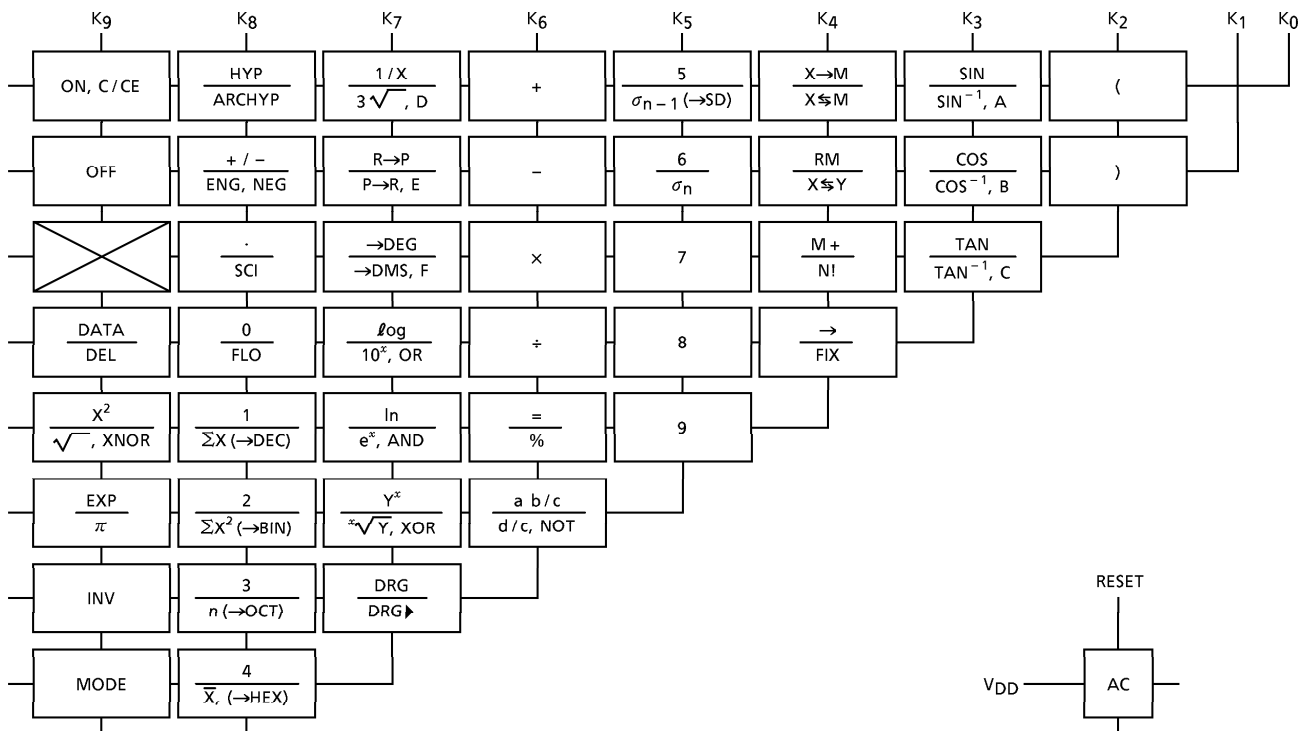 K9 K8 K7 K6 K5 K4 K3 K2 K1 K0
ON, C/CE
HYP
ARCHYP
1/X
3√‾, D
+
5
σn−1 (→SD)
X→M
X⇆M
SIN
SIN⁻¹, A
(
OFF
+/−
ENG, NEG
R→P
P→R, E
−
6
σn
RM
X⇆Y
COS
COS⁻¹, B
)
·
SCI
→DEG
→DMS, F
×
7
M+
N!
TAN
TAN⁻¹, C
DATA
DEL
0
FLO
ℓog
10ˣ, OR
÷
8
→
FIX
X²
√‾, XNOR
1
ΣX (→DEC)
ln
eˣ, AND
=
%
9
EXP
π
2
ΣX² (→BIN)
Yˣ
ˣ√Y, XOR
a b/c
d/c, NOT
INV
3
n (→OCT)
DRG
DRG▶
RESET
MODE
4
X̅, (→HEX)
VDD
AC